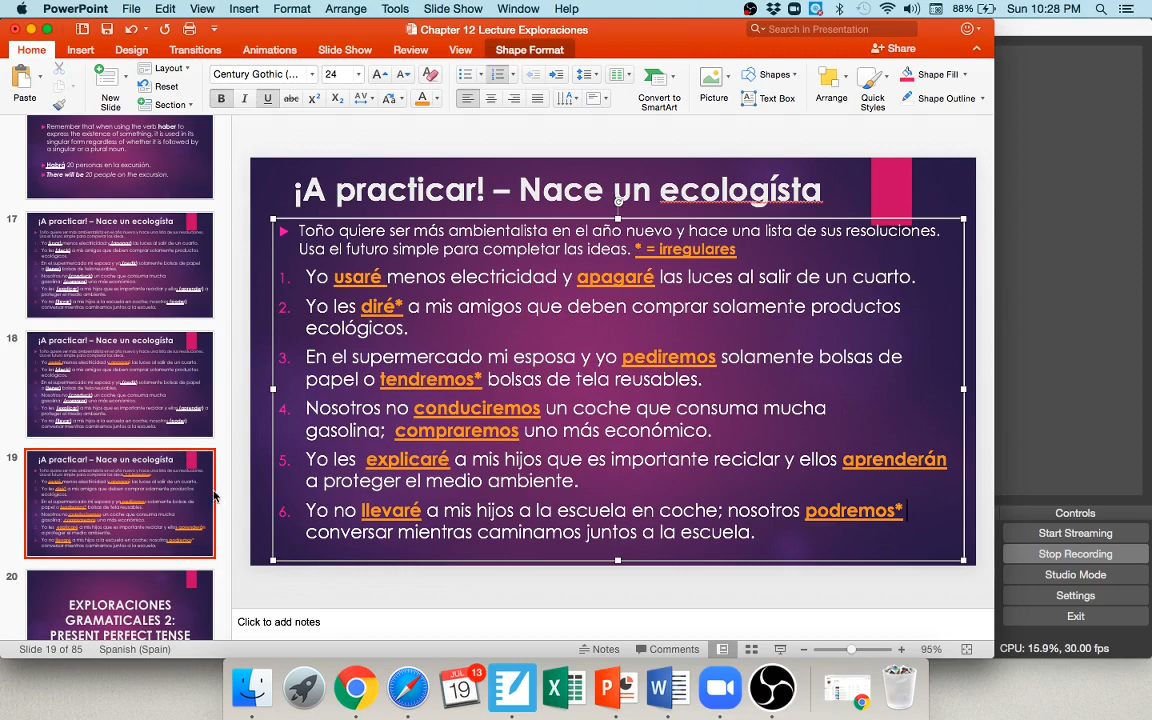 PowerPoint File Edit View Insert Format Arrange Tools Slide Show Window Help 88% Sun 10:28 PM
Chapter 12 Lecture Exploraciones
Search in Presentation
Home Insert Design Transitions Animations Slide Show Review View Shape Format Share
Paste
New Slide
Layout
Reset
Section
Century Gothic (... 24
Convert to SmartArt
Picture
Shapes
Text Box
Arrange
Quick Styles
Shape Fill
Shape Outline
Remember that when using the verb haber to
express the existence of something, it is used in its
singular form regardless of whether it is followed by
a singular or a plural noun.
Habrá 20 personas en la excursión.
There will be 20 people on the excursion.
17
¡A practicar! – Nace un ecologísta
18
¡A practicar! – Nace un ecologísta
19
¡A practicar! – Nace un ecologísta
20
EXPLORACIONES
GRAMATICALES 2:
PRESENT PERFECT TENSE
¡A practicar! – Nace un ecologísta
Toño quiere ser más ambientalista en el año nuevo y hace una lista de sus resoluciones.
Usa el futuro simple para completar las ideas. * = irregulares
1. Yo usaré menos electricidad y apagaré las luces al salir de un cuarto.
2. Yo les diré* a mis amigos que deben comprar solamente productos
ecológicos.
3. En el supermercado mi esposa y yo pediremos solamente bolsas de
papel o tendremos* bolsas de tela reusables.
4. Nosotros no conduciremos un coche que consuma mucha
gasolina; compraremos uno más económico.
5. Yo les explicaré a mis hijos que es importante reciclar y ellos aprenderán
a proteger el medio ambiente.
6. Yo no llevaré a mis hijos a la escuela en coche; nosotros podremos*
conversar mientras caminamos juntos a la escuela.
Click to add notes
Slide 19 of 85 Spanish (Spain) Notes Comments 95%
Controls
Start Streaming
Stop Recording
Studio Mode
Settings
Exit
CPU: 15.9%, 30.00 fps
JUL 19
13